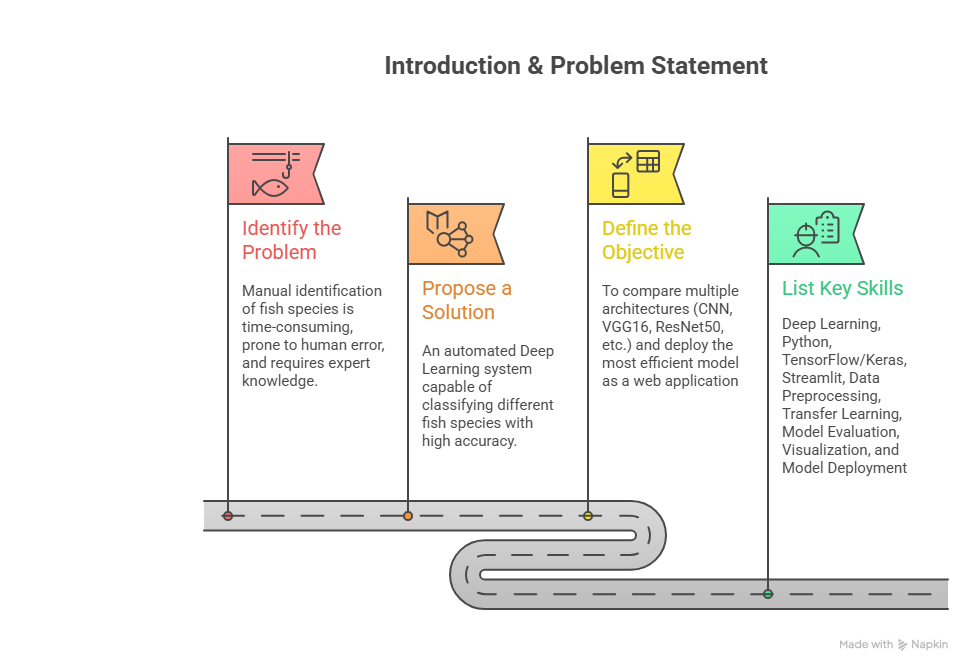 Introduction & Problem Statement
Identify the
Problem
Manual identification
of fish species is
time-consuming,
prone to human error,
and requires expert
knowledge.
Propose a
Solution
An automated Deep
Learning system
capable of
classifying different
fish species with
high accuracy.
Define the
Objective
To compare multiple
architectures (CNN,
VGG16, ResNet50,
etc.) and deploy the
most efficient model
as a web application
List Key Skills
Deep Learning,
Python,
TensorFlow/Keras,
Streamlit, Data
Preprocessing,
Transfer Learning,
Model Evaluation,
Visualization, and
Model Deployment
Made with Napkin